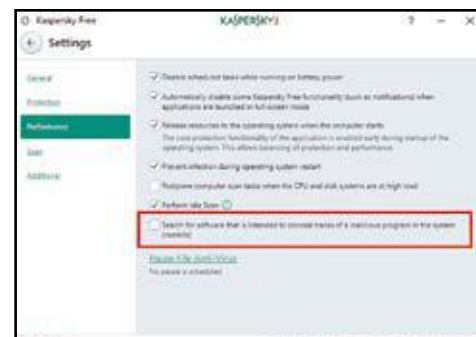 Kaspersky Free
KASPERSKY
?
Settings
General
Protection
Performance
Scan
Additional
Disable scheduled tasks while running on battery power
Automatically disable some Kaspersky Free functionality (such as notifications) when
applications are launched in full-screen mode
Release resources to the operating system when the computer starts
The core protection functionality of the application is enabled early during startup of the
operating system. This allows balancing of protection and performance.
Prevent infection during operating system restart
Postpone computer scan tasks when the CPU and disk systems are at high load
Perform Idle Scan
Search for software that is intended to conceal traces of a malicious program in the system
(rootkits)
Pause File Anti-Virus
No pause is scheduled